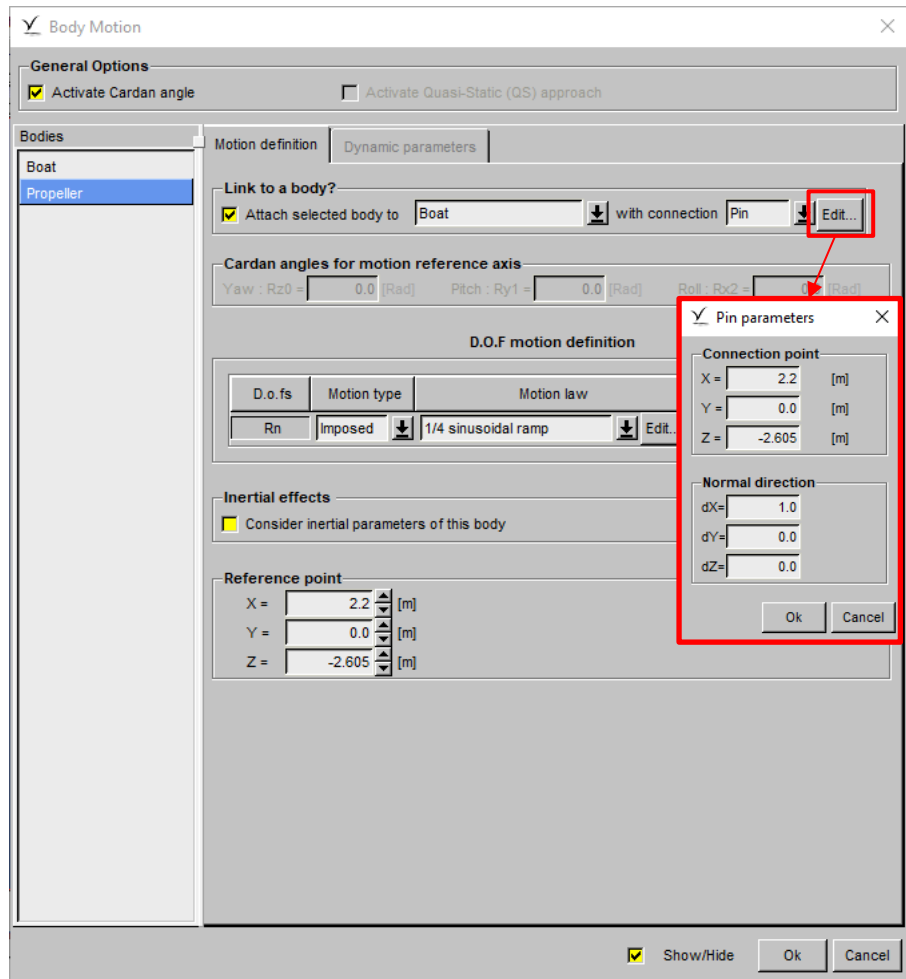 Body Motion
General Options
Activate Cardan angle
Activate Quasi-Static (QS) approach
Bodies
Boat
Propeller
Motion definition
Dynamic parameters
Link to a body?
Attach selected body to Boat with connection Pin Edit...
Cardan angles for motion reference axis
Yaw : Rz0 = 0.0 [Rad] Pitch : Ry1 = 0.0 [Rad] Roll : Rx2 = [Rad]
D.O.F motion definition
D.o.fs Motion type Motion law
Rn Imposed 1/4 sinusoidal ramp Edit..
Inertial effects
Consider inertial parameters of this body
Reference point
X = 2.2 [m]
Y = 0.0 [m]
Z = -2.605 [m]
Pin parameters
Connection point
X = 2.2 [m]
Y = 0.0 [m]
Z = -2.605 [m]
Normal direction
dX= 1.0
dY= 0.0
dZ= 0.0
Ok Cancel
Show/Hide Ok Cancel